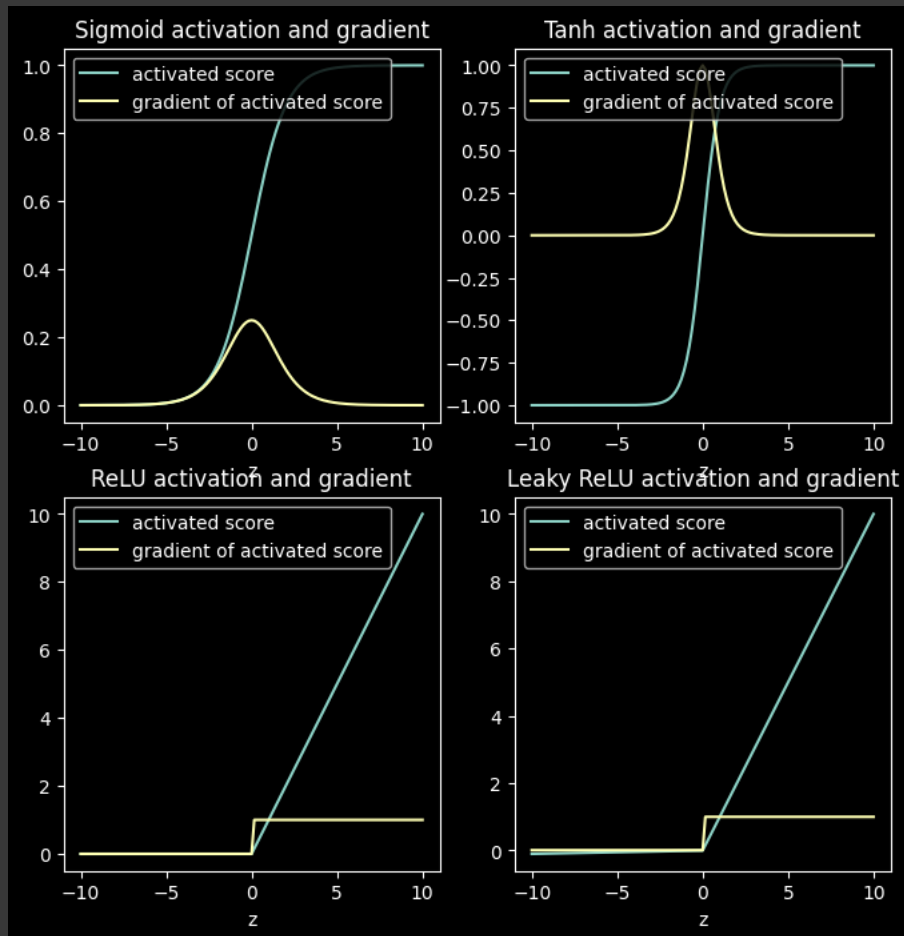 Sigmoid activation and gradient
activated score
gradient of activated score
1.0
0.8
0.6
0.4
0.2
0.0
−10 −5 0 5 10
z
Tanh activation and gradient
activated score
gradient of activated score
1.00
0.75
0.50
0.25
0.00
−0.25
−0.50
−0.75
−1.00
−10 −5 0 5 10
z
ReLU activation and gradient
activated score
gradient of activated score
10
8
6
4
2
0
−10 −5 0 5 10
z
Leaky ReLU activation and gradient
activated score
gradient of activated score
10
8
6
4
2
0
−10 −5 0 5 10
z